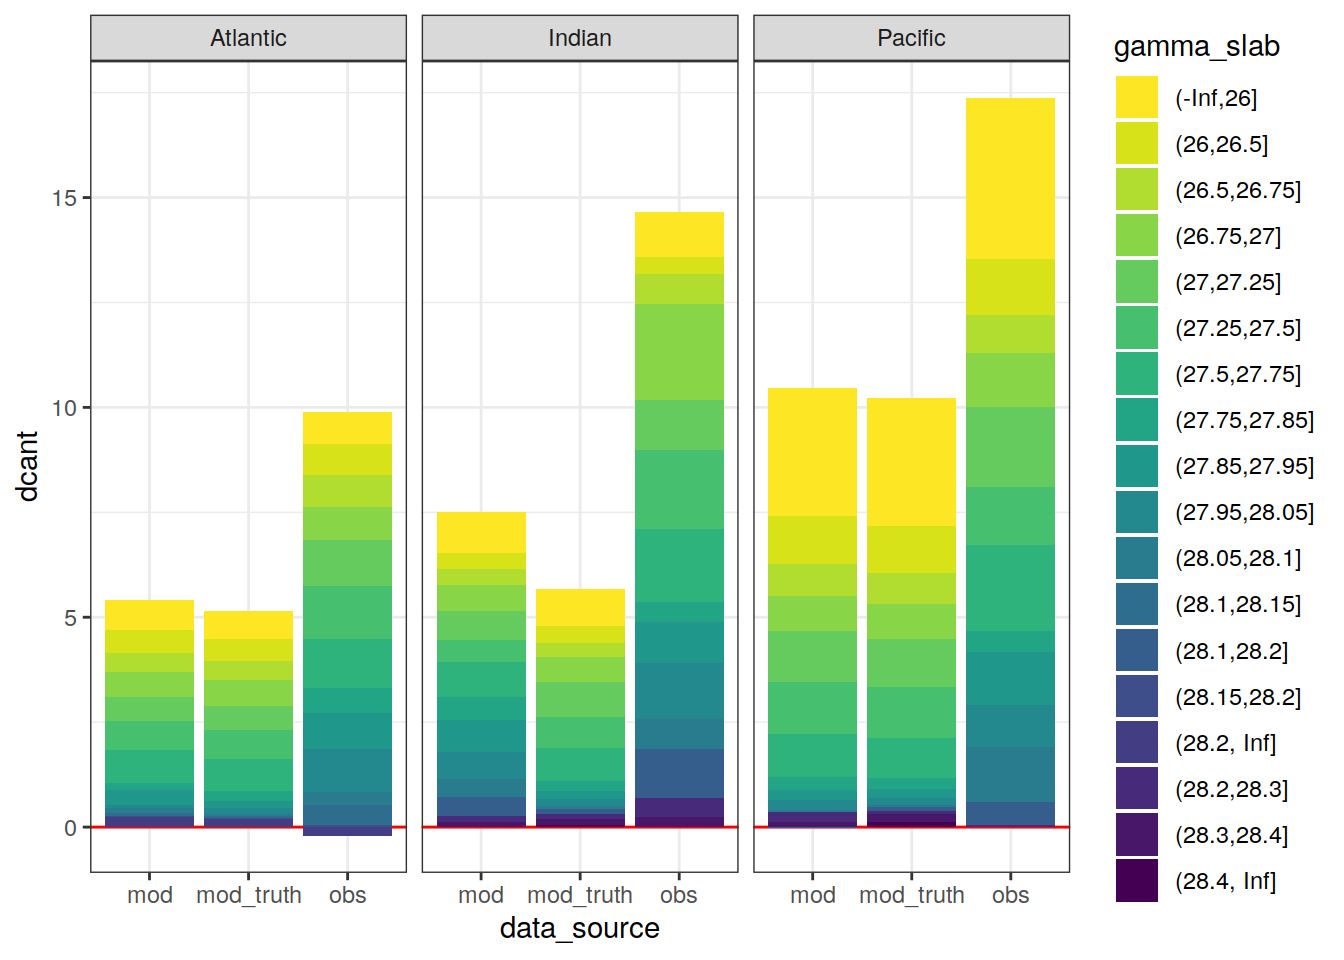 Atlantic
Indian
Pacific
dcant
15
10
5
0
mod
mod_truth
obs
mod
mod_truth
obs
mod
mod_truth
obs
data_source
gamma_slab
(-Inf,26]
(26,26.5]
(26.5,26.75]
(26.75,27]
(27,27.25]
(27.25,27.5]
(27.5,27.75]
(27.75,27.85]
(27.85,27.95]
(27.95,28.05]
(28.05,28.1]
(28.1,28.15]
(28.1,28.2]
(28.15,28.2]
(28.2, Inf]
(28.2,28.3]
(28.3,28.4]
(28.4, Inf]